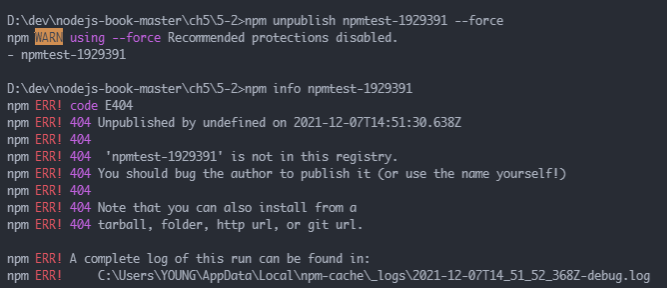 D:\dev\nodejs-book-master\ch5\5-2>npm unpublish npmtest-1929391 --force
npm WARN using --force Recommended protections disabled.
- npmtest-1929391
D:\dev\nodejs-book-master\ch5\5-2>npm info npmtest-1929391
npm ERR! code E404
npm ERR! 404 Unpublished by undefined on 2021-12-07T14:51:30.638Z
npm ERR! 404
npm ERR! 404  'npmtest-1929391' is not in this registry.
npm ERR! 404 You should bug the author to publish it (or use the name yourself!)
npm ERR! 404
npm ERR! 404 Note that you can also install from a
npm ERR! 404 tarball, folder, http url, or git url.
npm ERR! A complete log of this run can be found in:
npm ERR!     C:\Users\YOUNG\AppData\Local\npm-cache\_logs\2021-12-07T14_51_52_368Z-debug.log